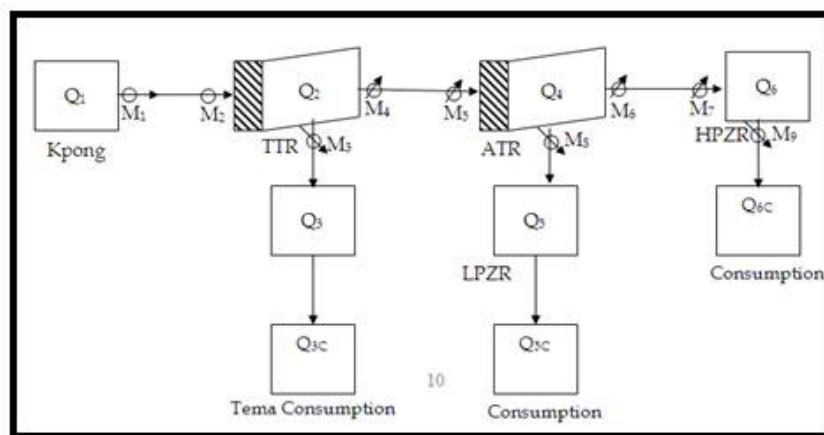 Q1
M1
M2
Q2
M4
M5
Q4
M6
M7
Q6
Kpong
TTR
M3
ATR
M8
HPZR
M9
Q3
Q5
Q6C
LPZR
Consumption
Q3C
10
Q5C
Tema Consumption
Consumption